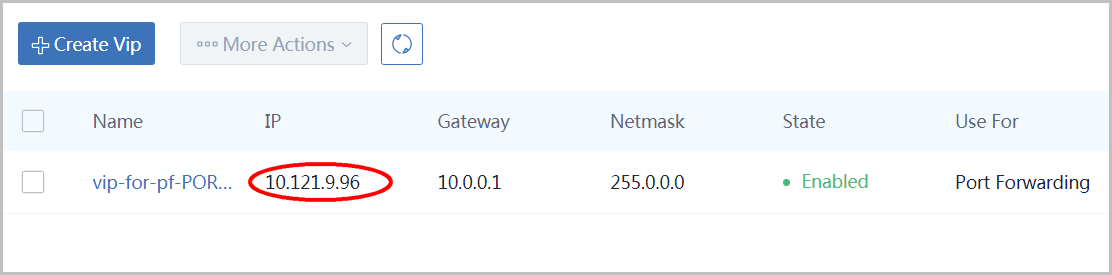 Create Vip More Actions
Name IP Gateway Netmask State Use For
vip-for-pf-POR... 10.121.9.96 10.0.0.1 255.0.0.0 Enabled Port Forwarding